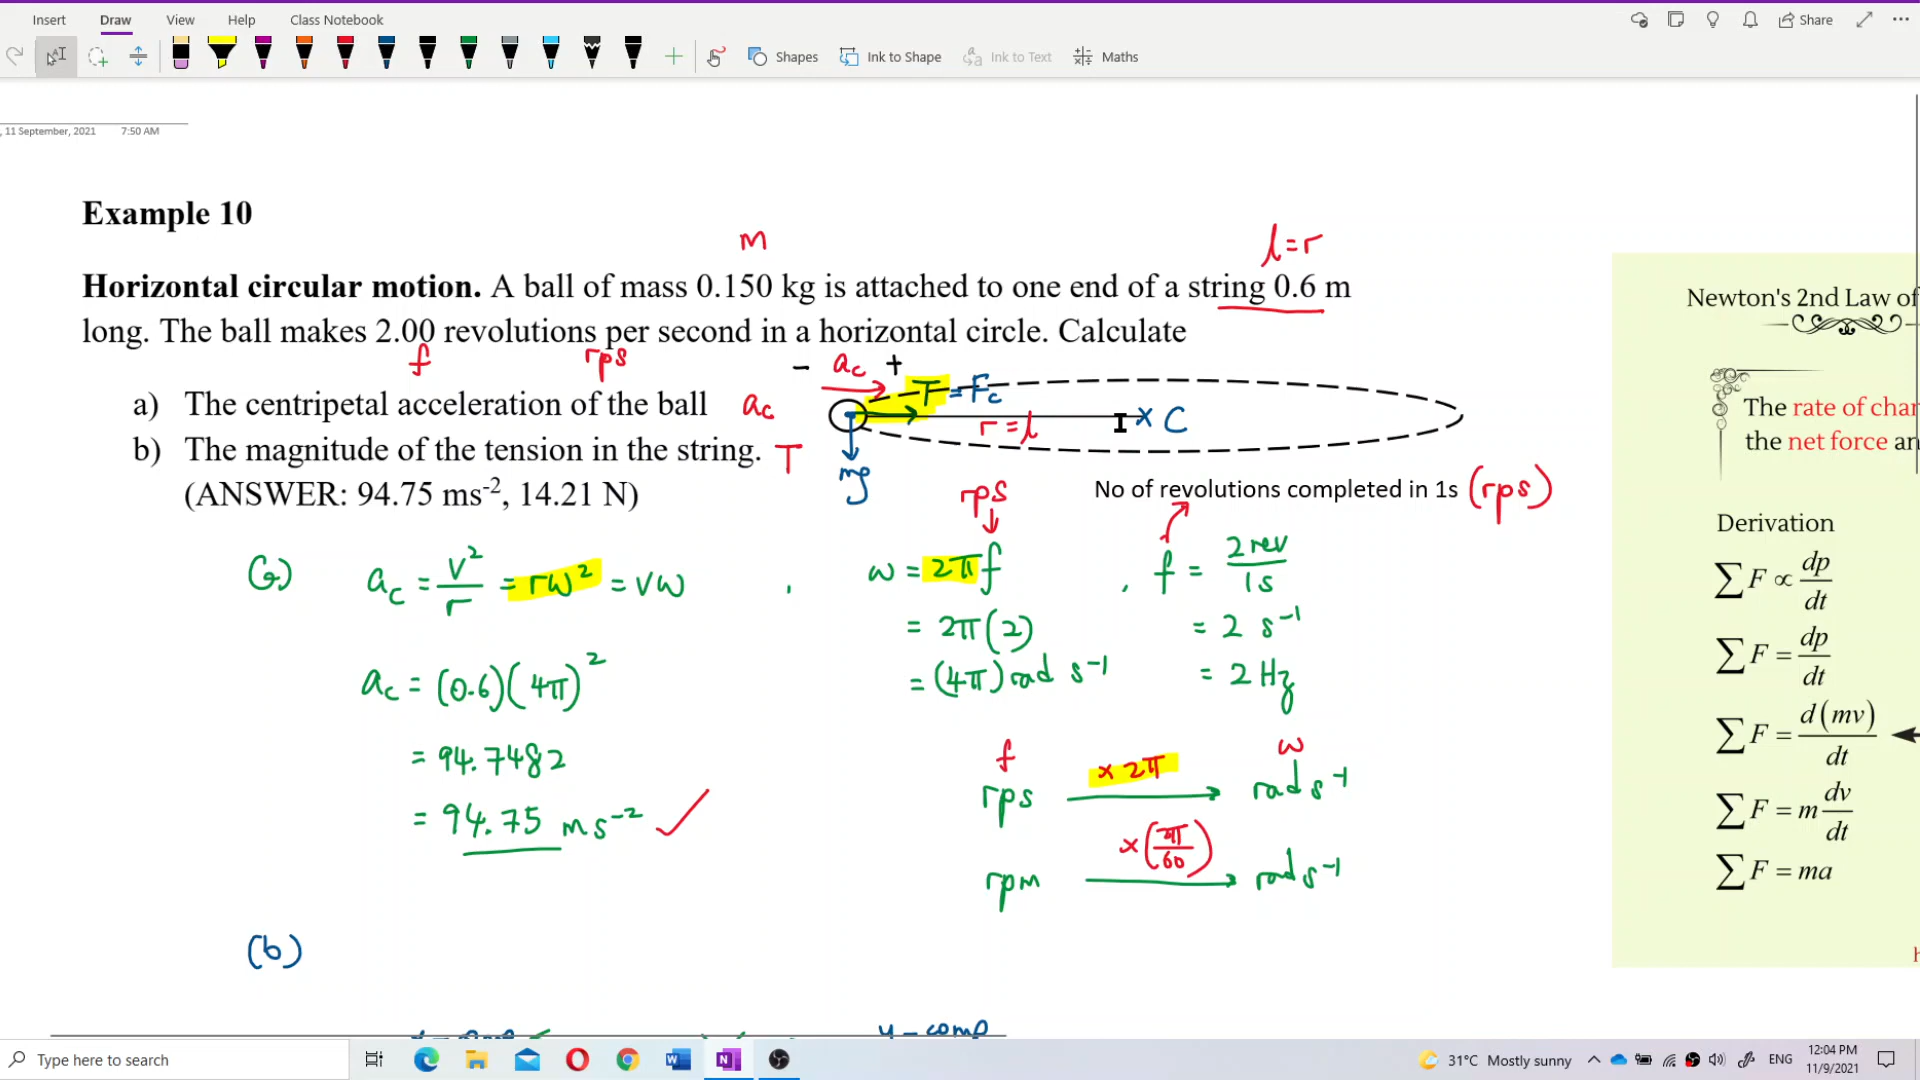 Insert Draw View Help Class Notebook Share
Shapes Ink to Shape Ink to Text Maths
, 11 September, 2021 7:50 AM
Example 10
m
l = r
Horizontal circular motion. A ball of mass 0.150 kg is attached to one end of a string 0.6 m
long. The ball makes 2.00 revolutions per second in a horizontal circle. Calculate
f rps
a) The centripetal acceleration of the ball ac
b) The magnitude of the tension in the string. T
(ANSWER: 94.75 ms⁻², 14.21 N)
- ac +
T = Fc
r = l
x C
mg
No of revolutions completed in 1s (rps)
rps
ac = v²/r = rω² = vω , ω = 2πf , f = 2 rev/1s
= 2π(2) = 2 s⁻¹
ac = (0.6)(4π)² = (4π) rad s⁻¹ = 2 Hz
= 94.7482
= 94.75 ms⁻²
f ω
rps × 2π rad s⁻¹
rpm ×(2π/60) rad s⁻¹
(b)
y - comp
Newton's 2nd Law of
The rate of char
the net force an
Derivation
∑F ∝ dp/dt
∑F = dp/dt
∑F = d(mv)/dt
∑F = m dv/dt
∑F = ma
Type here to search
31°C Mostly sunny ENG 12:04 PM
11/9/2021